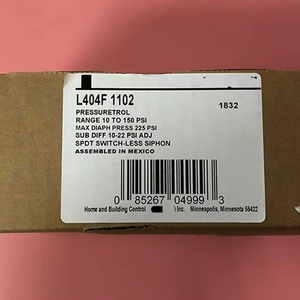 L404F 1102
1832
PRESSURETROL
RANGE 10 TO 150 PSI
MAX DIAPH PRESS 225 PSI
SUB DIFF 10-22 PSI ADJ
SPDT SWITCH-LESS SIPHON
ASSEMBLED IN MEXICO
0 85267 04999 3
Home and Building Control Inc. Minneapolis, Minnesota 55422